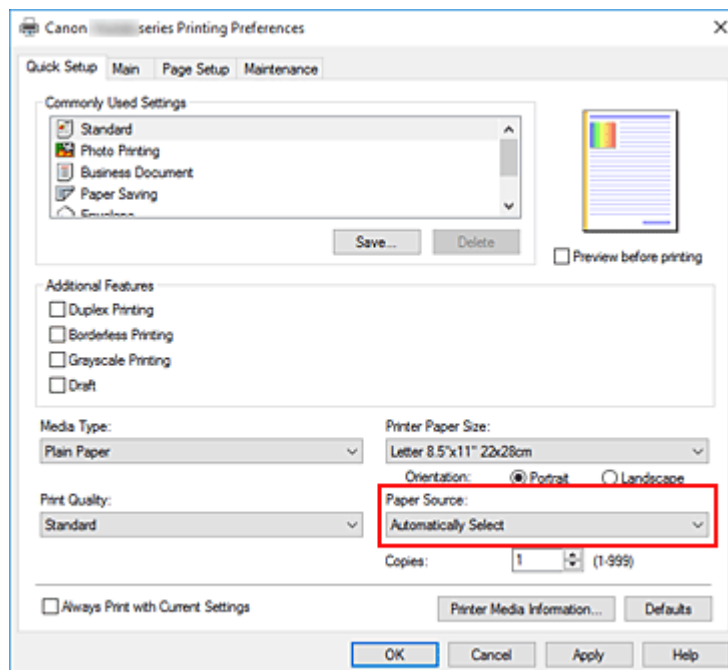 Canon series Printing Preferences
Quick Setup Main Page Setup Maintenance
Commonly Used Settings
Standard
Photo Printing
Business Document
Paper Saving
Envelope
Save... Delete
Preview before printing
Additional Features
Duplex Printing
Borderless Printing
Grayscale Printing
Draft
Media Type: Printer Paper Size:
Plain Paper Letter 8.5"x11" 22x28cm
Orientation: Portrait Landscape
Print Quality: Paper Source:
Standard Automatically Select
Copies: 1 (1-999)
Always Print with Current Settings Printer Media Information... Defaults
OK Cancel Apply Help